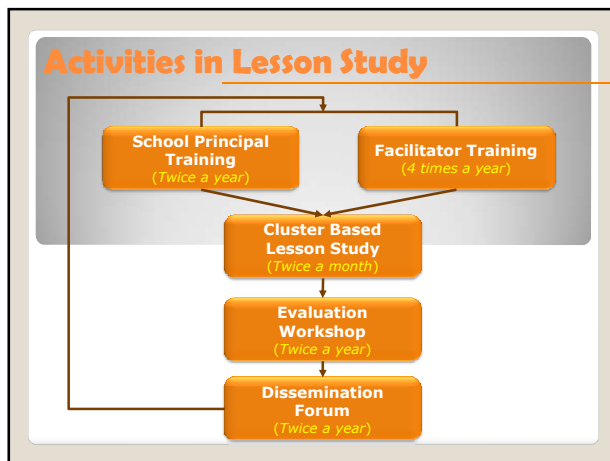 Activities in Lesson Study
School Principal
Training
(Twice a year)
Facilitator Training
(4 times a year)
Cluster Based
Lesson Study
(Twice a month)
Evaluation
Workshop
(Twice a year)
Dissemination
Forum
(Twice a year)